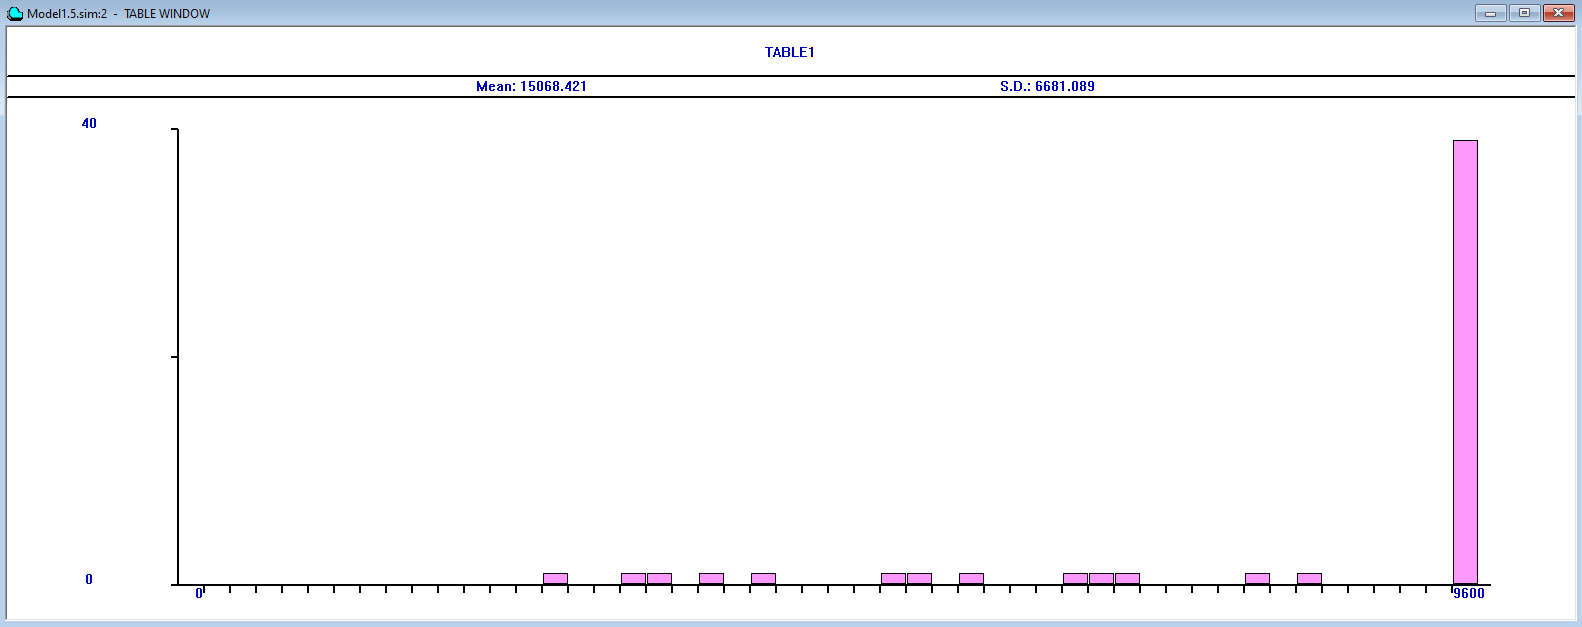 Model1.5.sim:2 - TABLE WINDOW
TABLE1
Mean: 15068.421 S.D.: 6681.089
40
0
0 9600